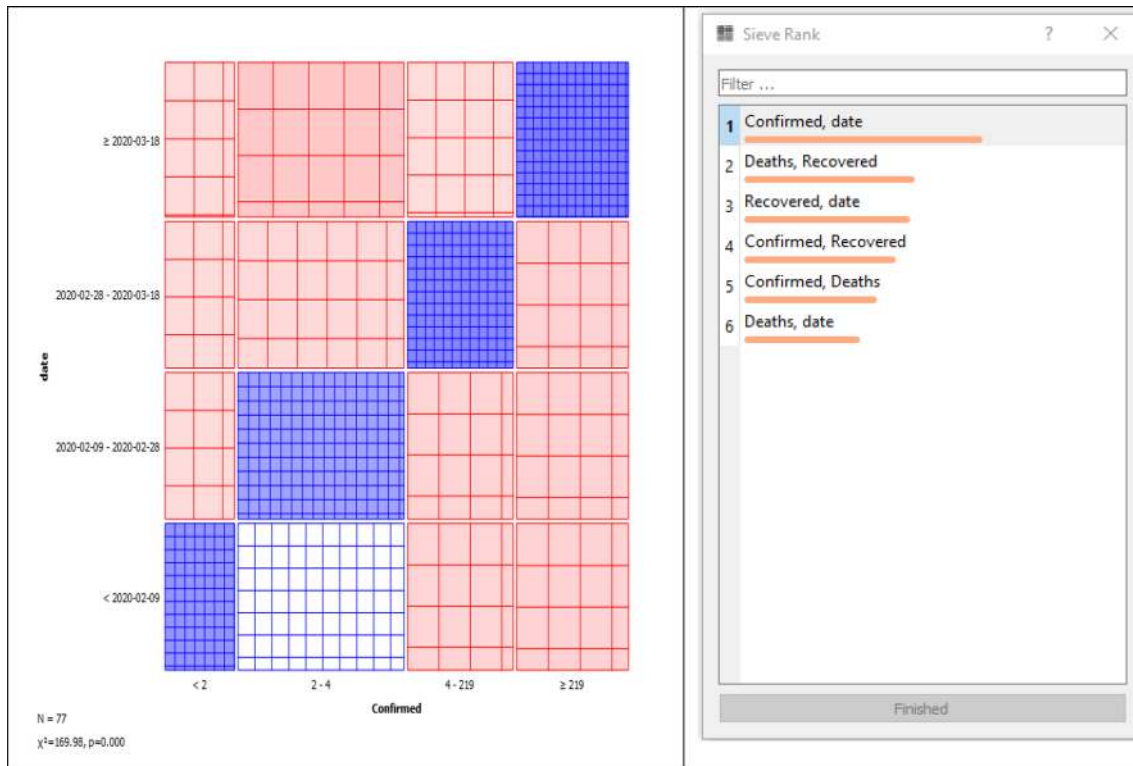 ≥ 2020-03-18
2020-02-28 - 2020-03-18
date
2020-02-09 - 2020-02-28
< 2020-02-09
< 2
2 - 4
4 - 219
≥ 219
Confirmed
N = 77
χ²=169.98, p=0.000
Sieve Rank
?
Filter ...
1 Confirmed, date
2 Deaths, Recovered
3 Recovered, date
4 Confirmed, Recovered
5 Confirmed, Deaths
6 Deaths, date
Finished